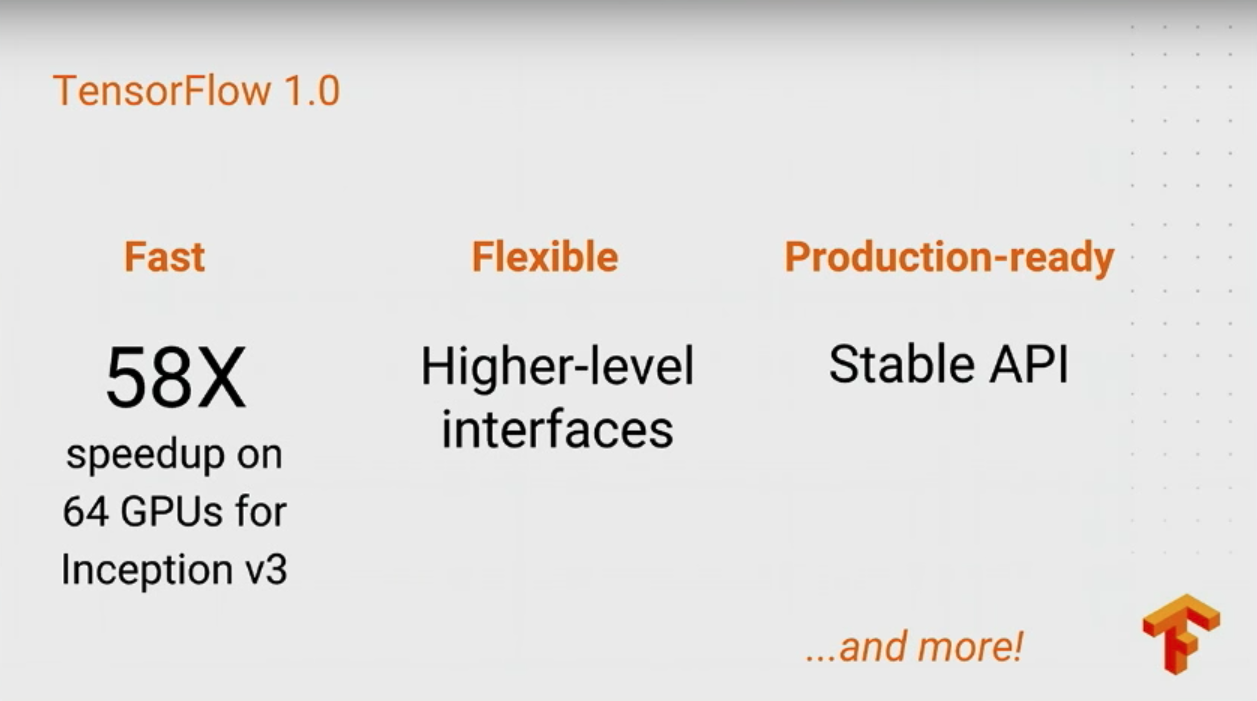 TensorFlow 1.0
Fast
58X
speedup on
64 GPUs for
Inception v3
Flexible
Higher-level
interfaces
Production-ready
Stable API
...and more!